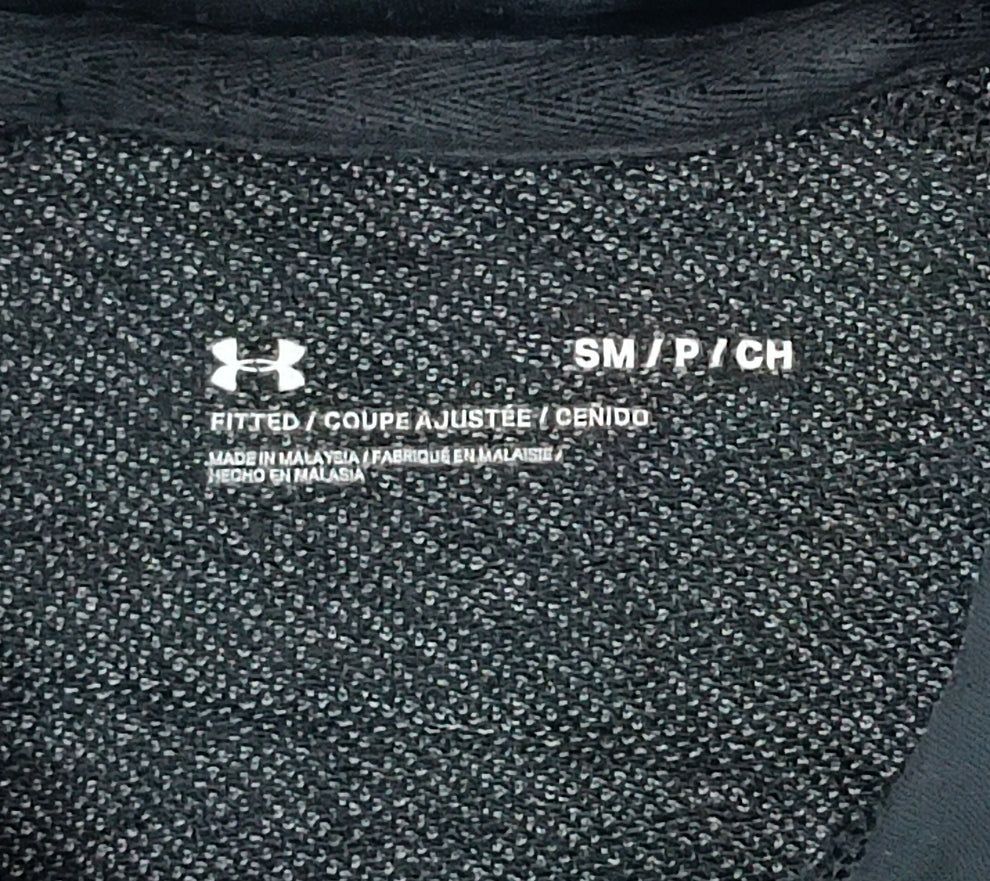 SM / P / CH
FITTED / COUPE AJUSTÉE / CEÑIDO
MADE IN MALAYSIA / FABRIQUÉ EN MALAISIE /
HECHO EN MALASIA